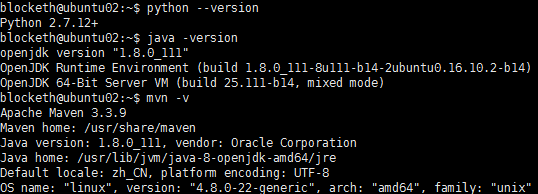 blocketh@ubuntu02:~$ python --version
Python 2.7.12+
blocketh@ubuntu02:~$ java -version
openjdk version "1.8.0_111"
OpenJDK Runtime Environment (build 1.8.0_111-8u111-b14-2ubuntu0.16.10.2-b14)
OpenJDK 64-Bit Server VM (build 25.111-b14, mixed mode)
blocketh@ubuntu02:~$ mvn -v
Apache Maven 3.3.9
Maven home: /usr/share/maven
Java version: 1.8.0_111, vendor: Oracle Corporation
Java home: /usr/lib/jvm/java-8-openjdk-amd64/jre
Default locale: zh_CN, platform encoding: UTF-8
OS name: "linux", version: "4.8.0-22-generic", arch: "amd64", family: "unix"